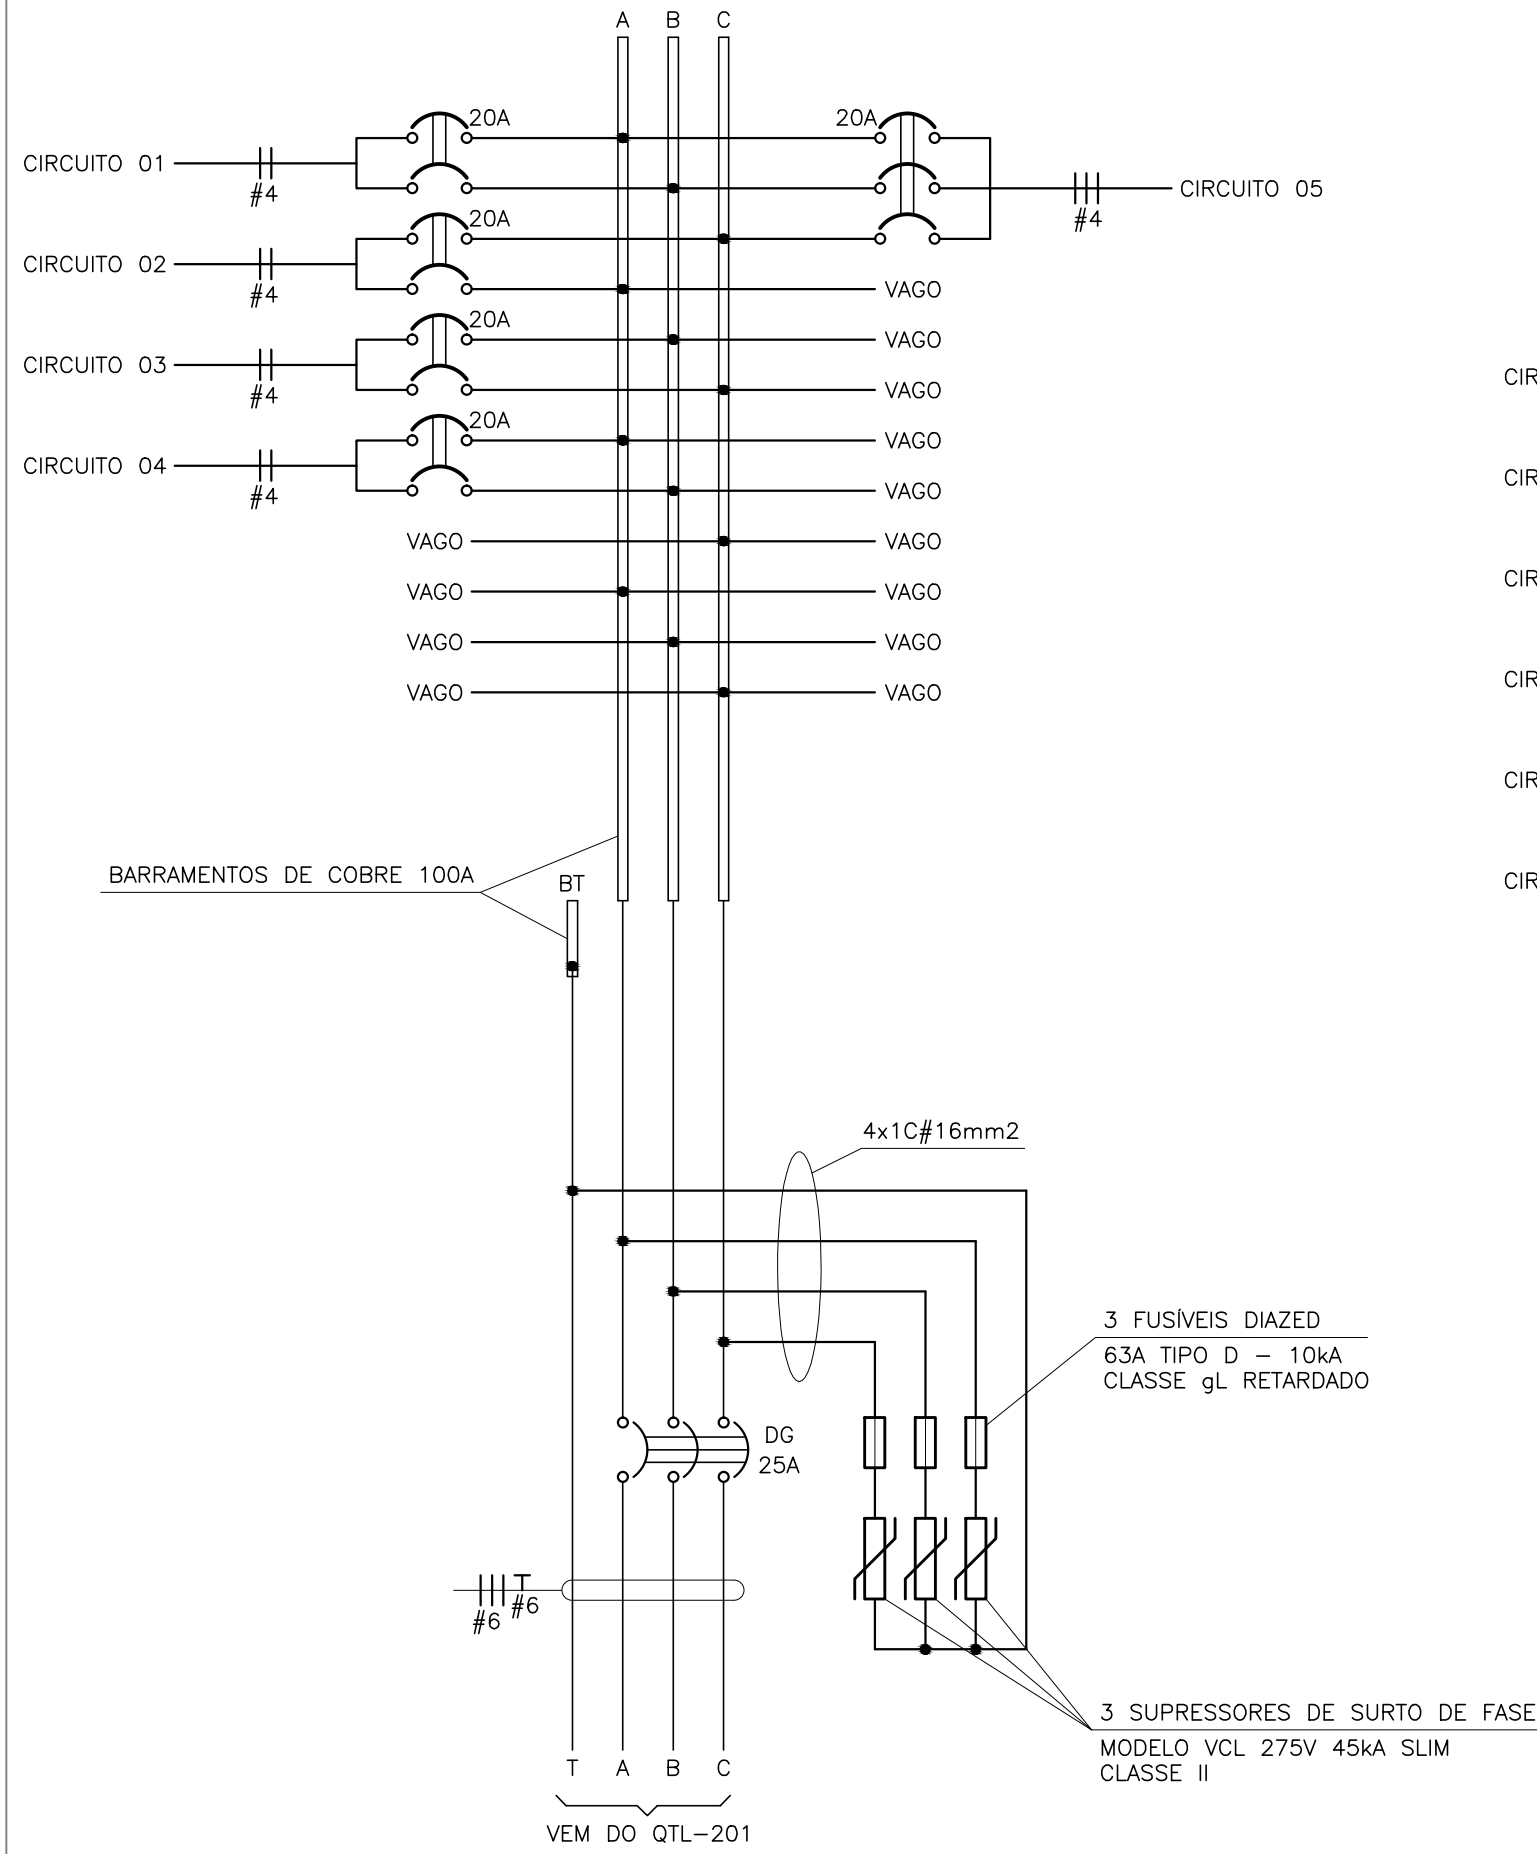 A B C
20A 20A
CIRCUITO 01
#4
CIRCUITO 05
#4
20A
CIRCUITO 02
#4
VAGO
20A
VAGO
CIRCUITO 03
#4
VAGO
CIR
20A
VAGO
CIRCUITO 04
#4
CIR
VAGO
VAGO VAGO
CIR
VAGO VAGO
VAGO VAGO
CIR
VAGO VAGO
CIR
BARRAMENTOS DE COBRE 100A
BT
CIR
4x1C#16mm2
3 FUSÍVEIS DIAZED
63A TIPO D – 10kA
CLASSE gL RETARDADO
DG
25A
T
#6 #6
3 SUPRESSORES DE SURTO DE FASE
MODELO VCL 275V 45kA SLIM
CLASSE II
T A B C
VEM DO QTL–201